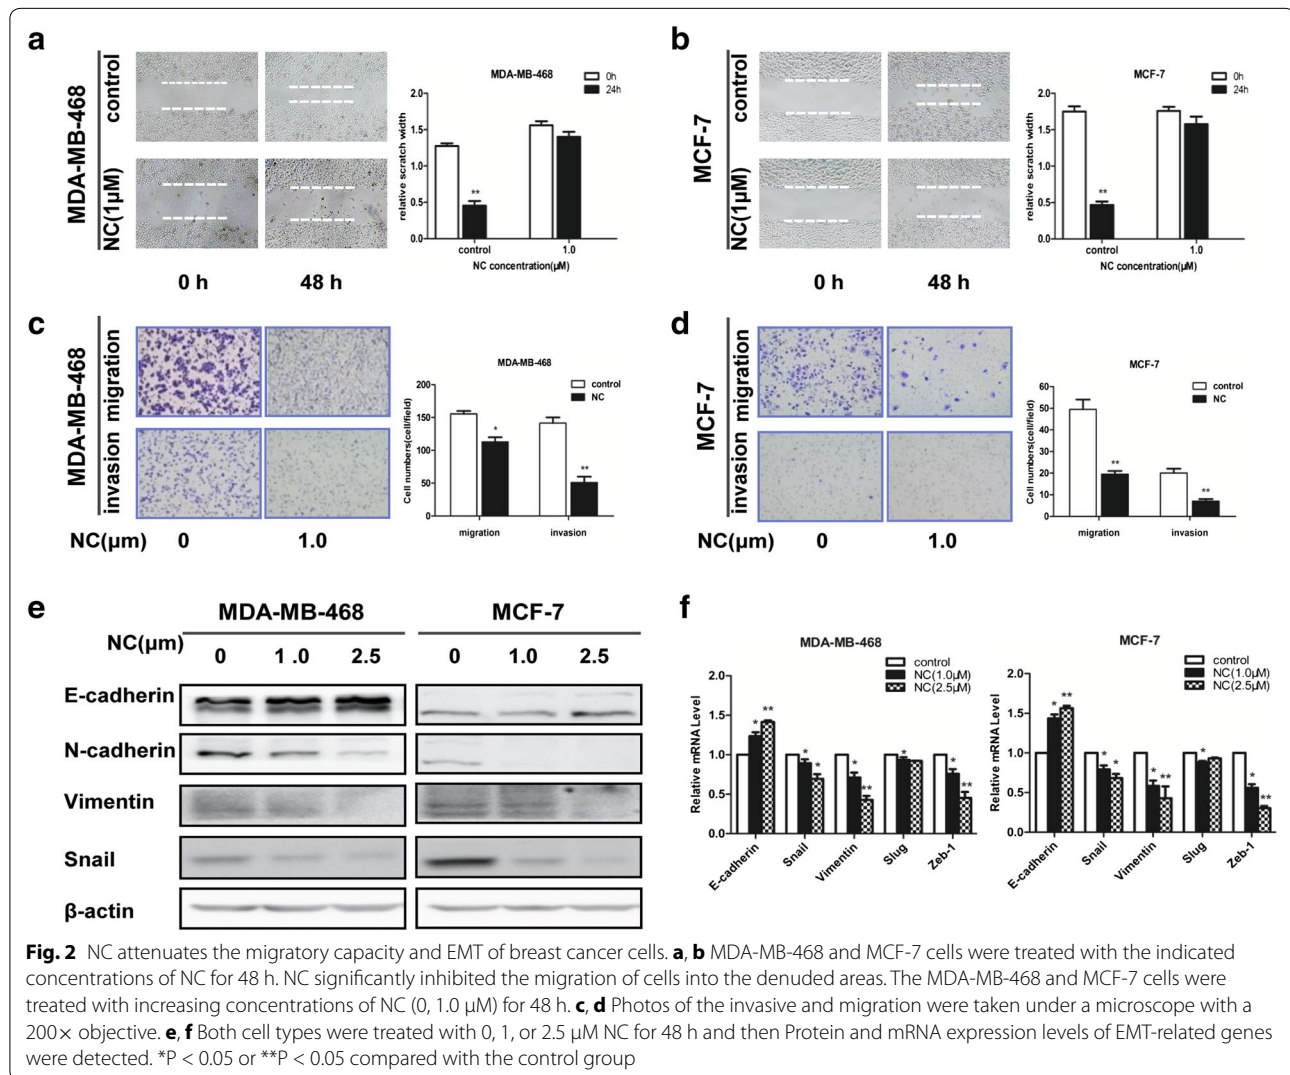 a
MDA-MB-468
control
NC(1µM)
0 h
48 h
MDA-MB-468
0h
24h
relative scratch width
2.0
1.5
1.0
0.5
0.0
**
control
1.0
NC concentration(µM)
b
MCF-7
control
NC(1µM)
0 h
48 h
MCF-7
0h
24h
relative scratch width
2.0
1.5
1.0
0.5
0.0
**
control
1.0
NC concentration(µM)
c
MDA-MB-468
invasion migration
NC(µm)
0
1.0
MDA-MB-468
control
NC
Cell numbers(cell/field)
200
150
100
50
0
*
**
migration
invasion
d
MCF-7
invasion migration
NC(µm)
0
1.0
MCF-7
control
NC
Cell numbers(cell/field)
60
50
40
30
20
10
0
**
**
migration
invasion
e
MDA-MB-468
MCF-7
NC(µm)
0 1 .0 2.5
0 1.0 2.5
E-cadherin
N-cadherin
Vimentin
Snail
β-actin
f
MDA-MB-468
control
NC(1.0µM)
NC(2.5µM)
Relative mRNA Level
2.0
1.5
1.0
0.5
0.0
* **
* *
* **
*
* **
E-cadherin
Snail
Vimentin
Slug
Zeb-1
MCF-7
control
NC(1.0µM)
NC(2.5µM)
Relative mRNA Level
2.0
1.5
1.0
0.5
0.0
* **
* *
* **
*
* **
E-cadherin
Snail
Vimentin
Slug
Zeb-1
Fig. 2 NC attenuates the migratory capacity and EMT of breast cancer cells. a, b MDA-MB-468 and MCF-7 cells were treated with the indicated
concentrations of NC for 48 h. NC significantly inhibited the migration of cells into the denuded areas. The MDA-MB-468 and MCF-7 cells were
treated with increasing concentrations of NC (0, 1.0 µM) for 48 h. c, d Photos of the invasive and migration were taken under a microscope with a
200× objective. e, f Both cell types were treated with 0, 1, or 2.5 µM NC for 48 h and then Protein and mRNA expression levels of EMT-related genes
were detected. *P < 0.05 or **P < 0.05 compared with the control group